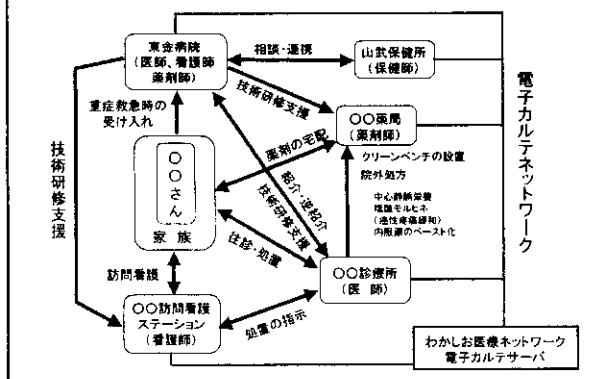 東金病院
(医師、看護師
薬剤師)
相談・連携
山武保健所
(保健師)
技術研修支援
重症救急時の
受け入れ
〇〇薬局
(薬剤師)
薬剤の宅配
クリーンベンチの設置
院外処方
中心静脈栄養
塩酸モルヒネ
(癌性疼痛緩和)
内服薬のペースト化
〇〇さん
家族
紹介・逆紹介
技術研修支援
往診・処置
訪問看護
〇〇診療所
(医師)
〇〇訪問看護
ステーション
(看護師)
処置の指示
技術研修支援
電子カルテネットワーク
わかしお医療ネットワーク
電子カルテサーバ